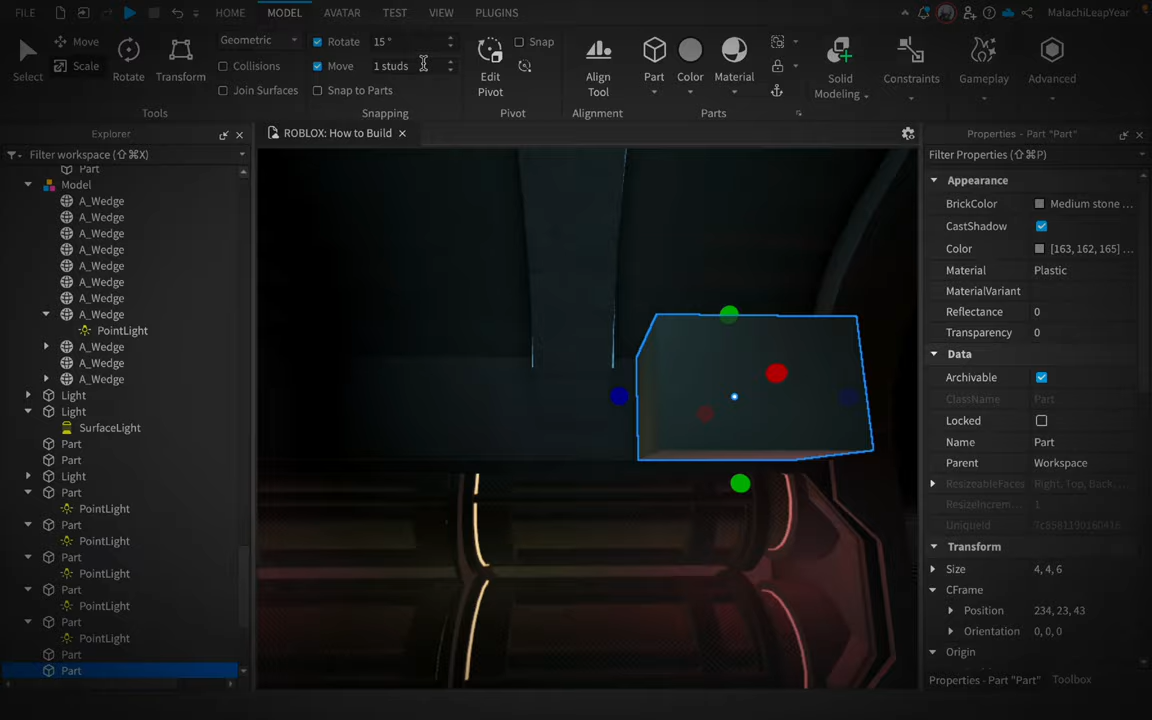 FILE HOME MODEL AVATAR TEST VIEW PLUGINS MalachiLeapYear
Select
Move
Scale
Rotate
Transform
Geometric
Collisions
Join Surfaces
Tools
Rotate 15 °
Move 1 studs
Snap to Parts
Snapping
Edit
Pivot
Snap
Pivot
Align
Tool
Alignment
Part
Color
Material
Parts
Solid
Modeling
Constraints
Gameplay
Advanced
Explorer
Filter workspace (⇧⌘X)
Part
Model
A_Wedge
A_Wedge
A_Wedge
A_Wedge
A_Wedge
A_Wedge
A_Wedge
A_Wedge
PointLight
A_Wedge
A_Wedge
A_Wedge
Light
Light
SurfaceLight
Part
Part
Light
Part
PointLight
Part
PointLight
Part
PointLight
Part
PointLight
Part
PointLight
Part
Part
ROBLOX: How to Build
Properties - Part "Part"
Filter Properties (⇧⌘P)
Appearance
BrickColor Medium stone ...
CastShadow
Color [163, 162, 165] ...
Material Plastic
MaterialVariant
Reflectance 0
Transparency 0
Data
Archivable
ClassName Part
Locked
Name Part
Parent Workspace
ResizeableFaces Right, Top, Back,...
ResizeIncrem... 1
UniqueId 7c8581190160416
Transform
Size 4, 4, 6
CFrame
Position 234, 23, 43
Orientation 0, 0, 0
Origin
Properties - Part "Part" Toolbox